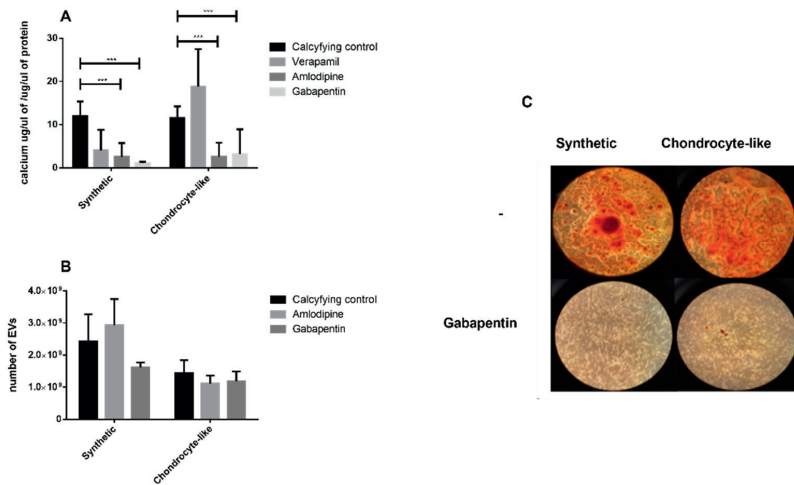 A
***
***
***
***
calcium ug/ul of /ug/ul of protein
30
20
10
0
Synthetic
Chondrocyte-like
Calcyfying control
Verapamil
Amlodipine
Gabapentin
B
number of EVs
4.0×10⁹
3.0×10⁹
2.0×10⁹
1.0×10⁹
0
Synthetic
Chondrocyte-like
Calcyfying control
Amlodipine
Gabapentin
C
Synthetic
Chondrocyte-like
-
Gabapentin